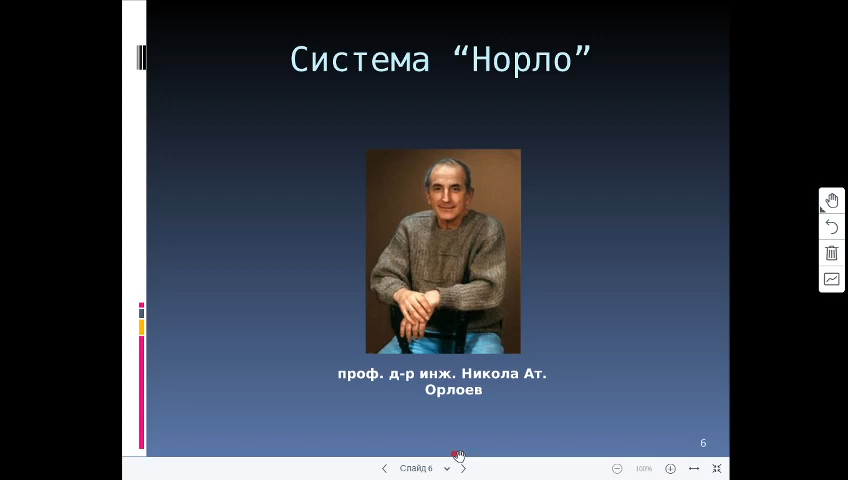 Система “Норло”
проф. д-р инж. Никола Ат.
Орлоев
6
Слайд 6
100%